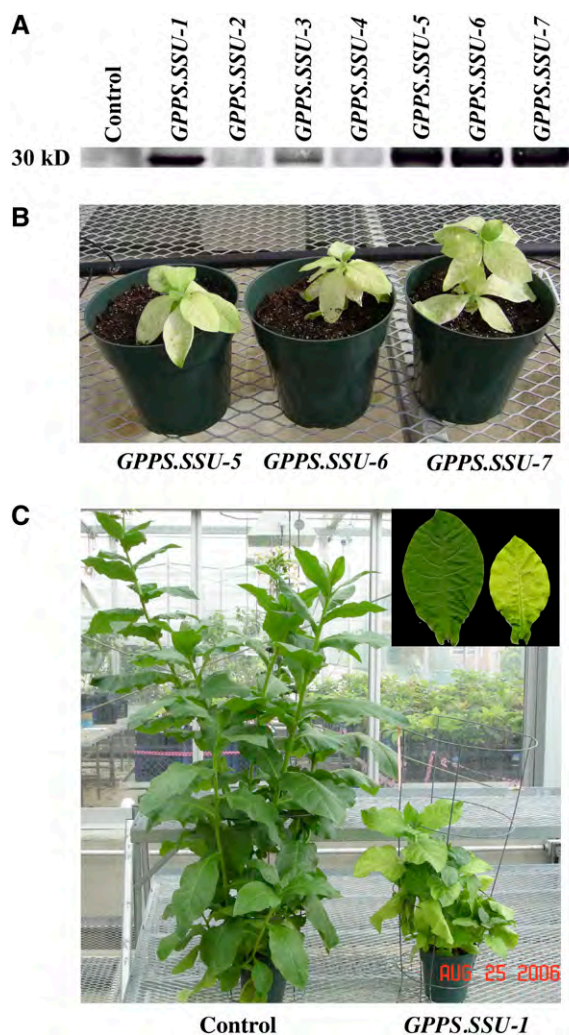 A
Control
GPPS.SSU-1
GPPS.SSU-2
GPPS.SSU-3
GPPS.SSU-4
GPPS.SSU-5
GPPS.SSU-6
GPPS.SSU-7
30 kD
B
GPPS.SSU-5 GPPS.SSU-6 GPPS.SSU-7
C
AUG 25 2006
Control GPPS.SSU-1